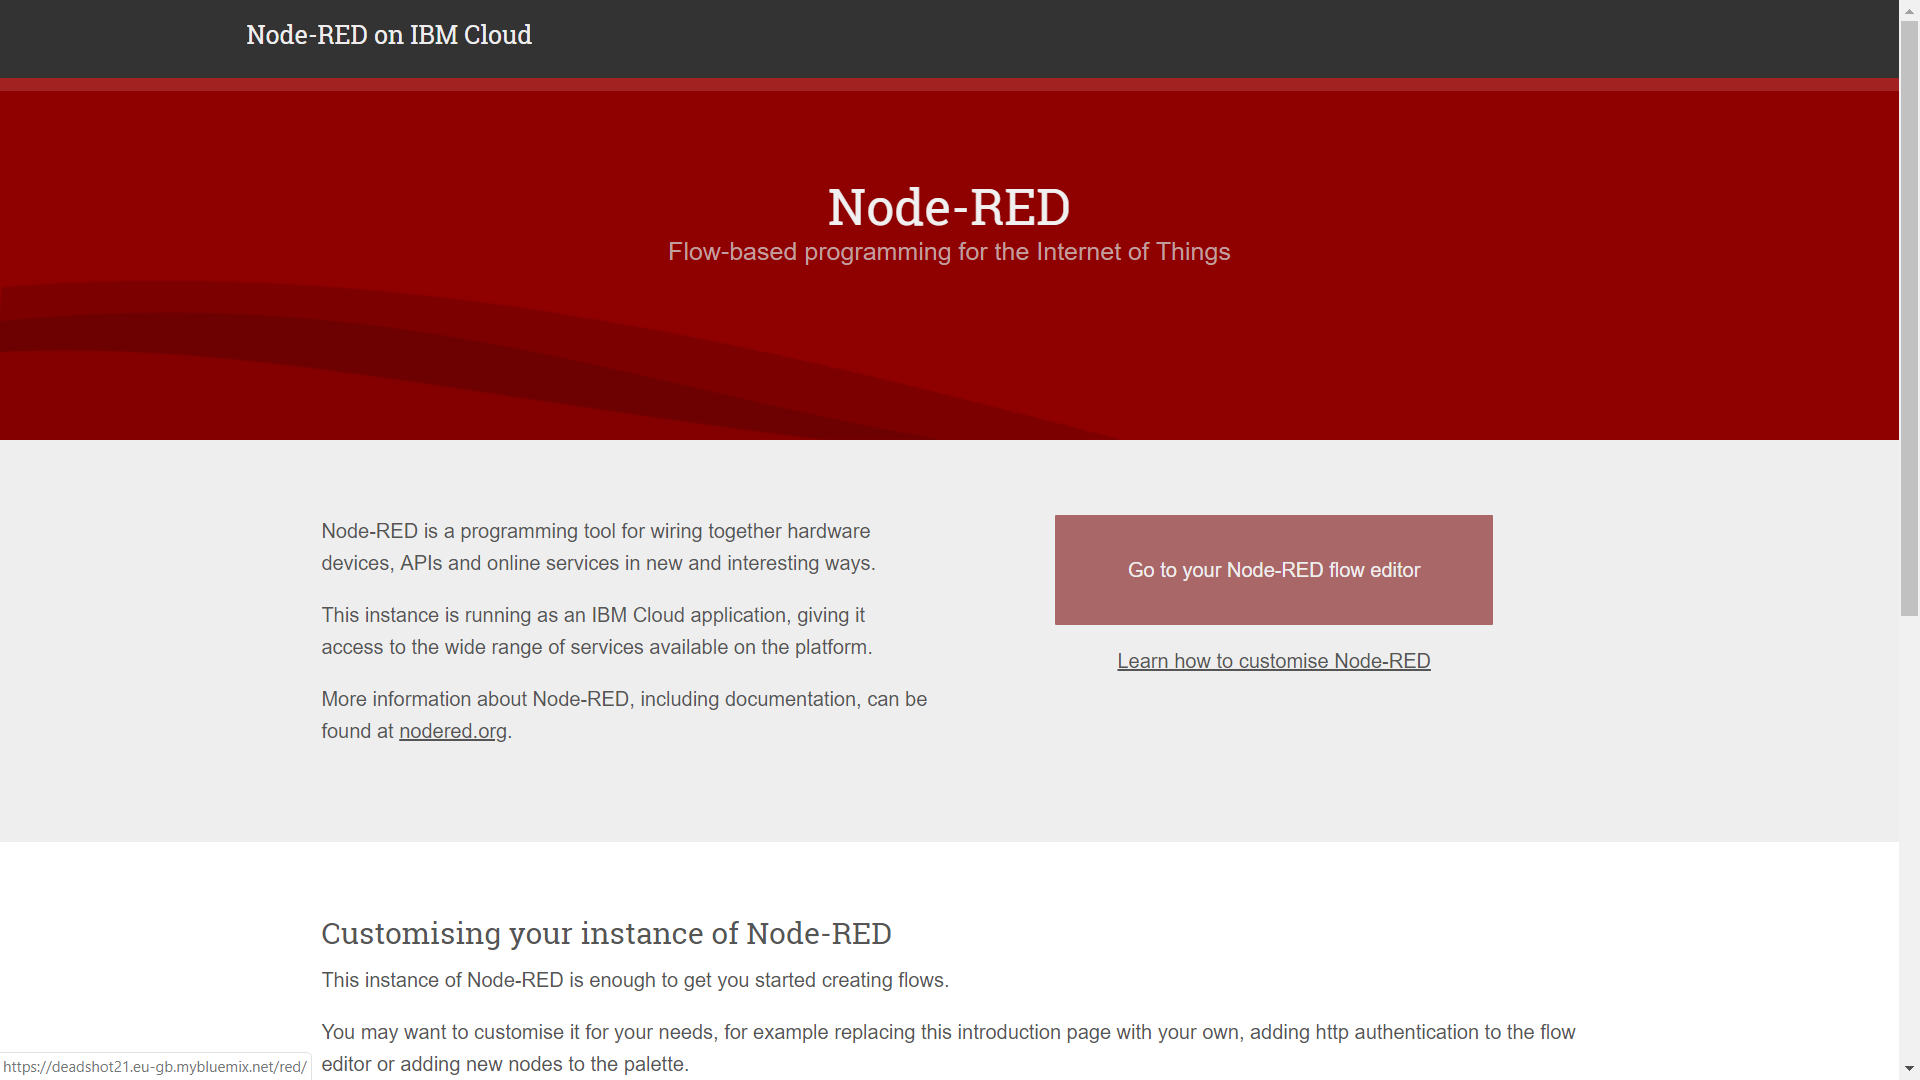 Node-RED on IBM Cloud
Node-RED
Flow-based programming for the Internet of Things
Node-RED is a programming tool for wiring together hardware
devices, APIs and online services in new and interesting ways.
This instance is running as an IBM Cloud application, giving it
access to the wide range of services available on the platform.
More information about Node-RED, including documentation, can be
found at nodered.org.
Go to your Node-RED flow editor
Learn how to customise Node-RED
Customising your instance of Node-RED
This instance of Node-RED is enough to get you started creating flows.
You may want to customise it for your needs, for example replacing this introduction page with your own, adding http authentication to the flow
editor or adding new nodes to the palette.
https://deadshot21.eu-gb.mybluemix.net/red/